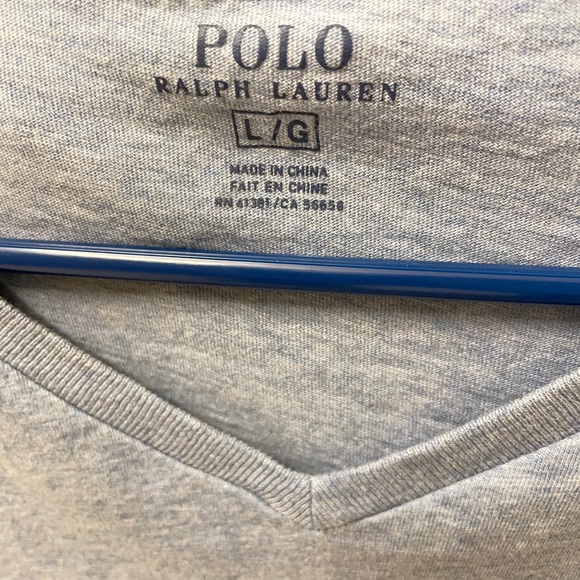 POLO
RALPH LAUREN
L/G
MADE IN CHINA
FAIT EN CHINE
RN 41381/CA 56658